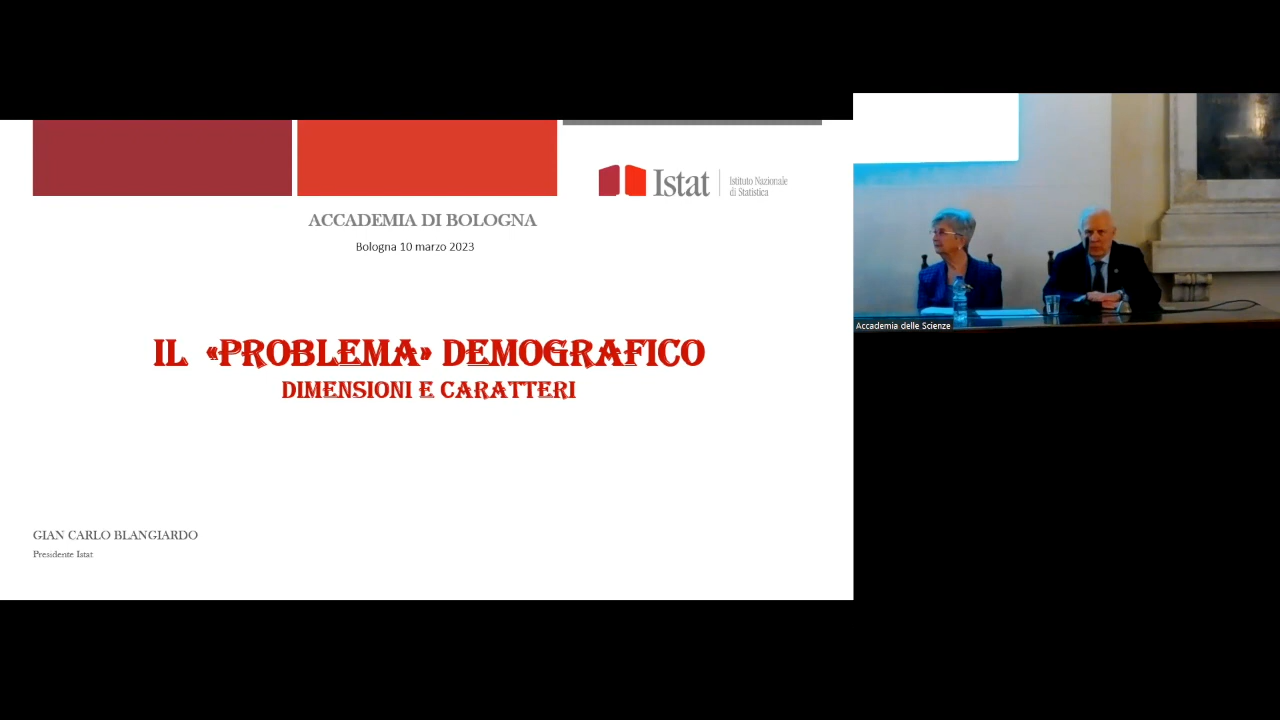 Istat
Istituto Nazionale
di Statistica
ACCADEMIA DI BOLOGNA
Bologna 10 marzo 2023
IL «PROBLEMA» DEMOGRAFICO
DIMENSIONI E CARATTERI
GIAN CARLO BLANGIARDO
Presidente Istat
Accademia delle Scienze